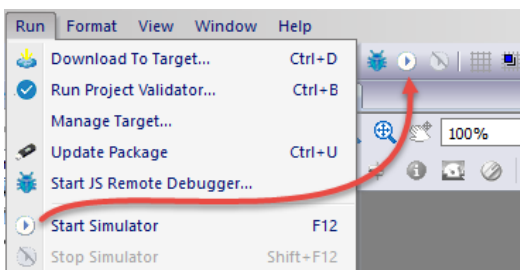 Run Format View Window Help
Download To Target... Ctrl+D
Run Project Validator... Ctrl+B
Manage Target...
Update Package Ctrl+U
100%
Start JS Remote Debugger...
Start Simulator F12
Stop Simulator Shift+F12